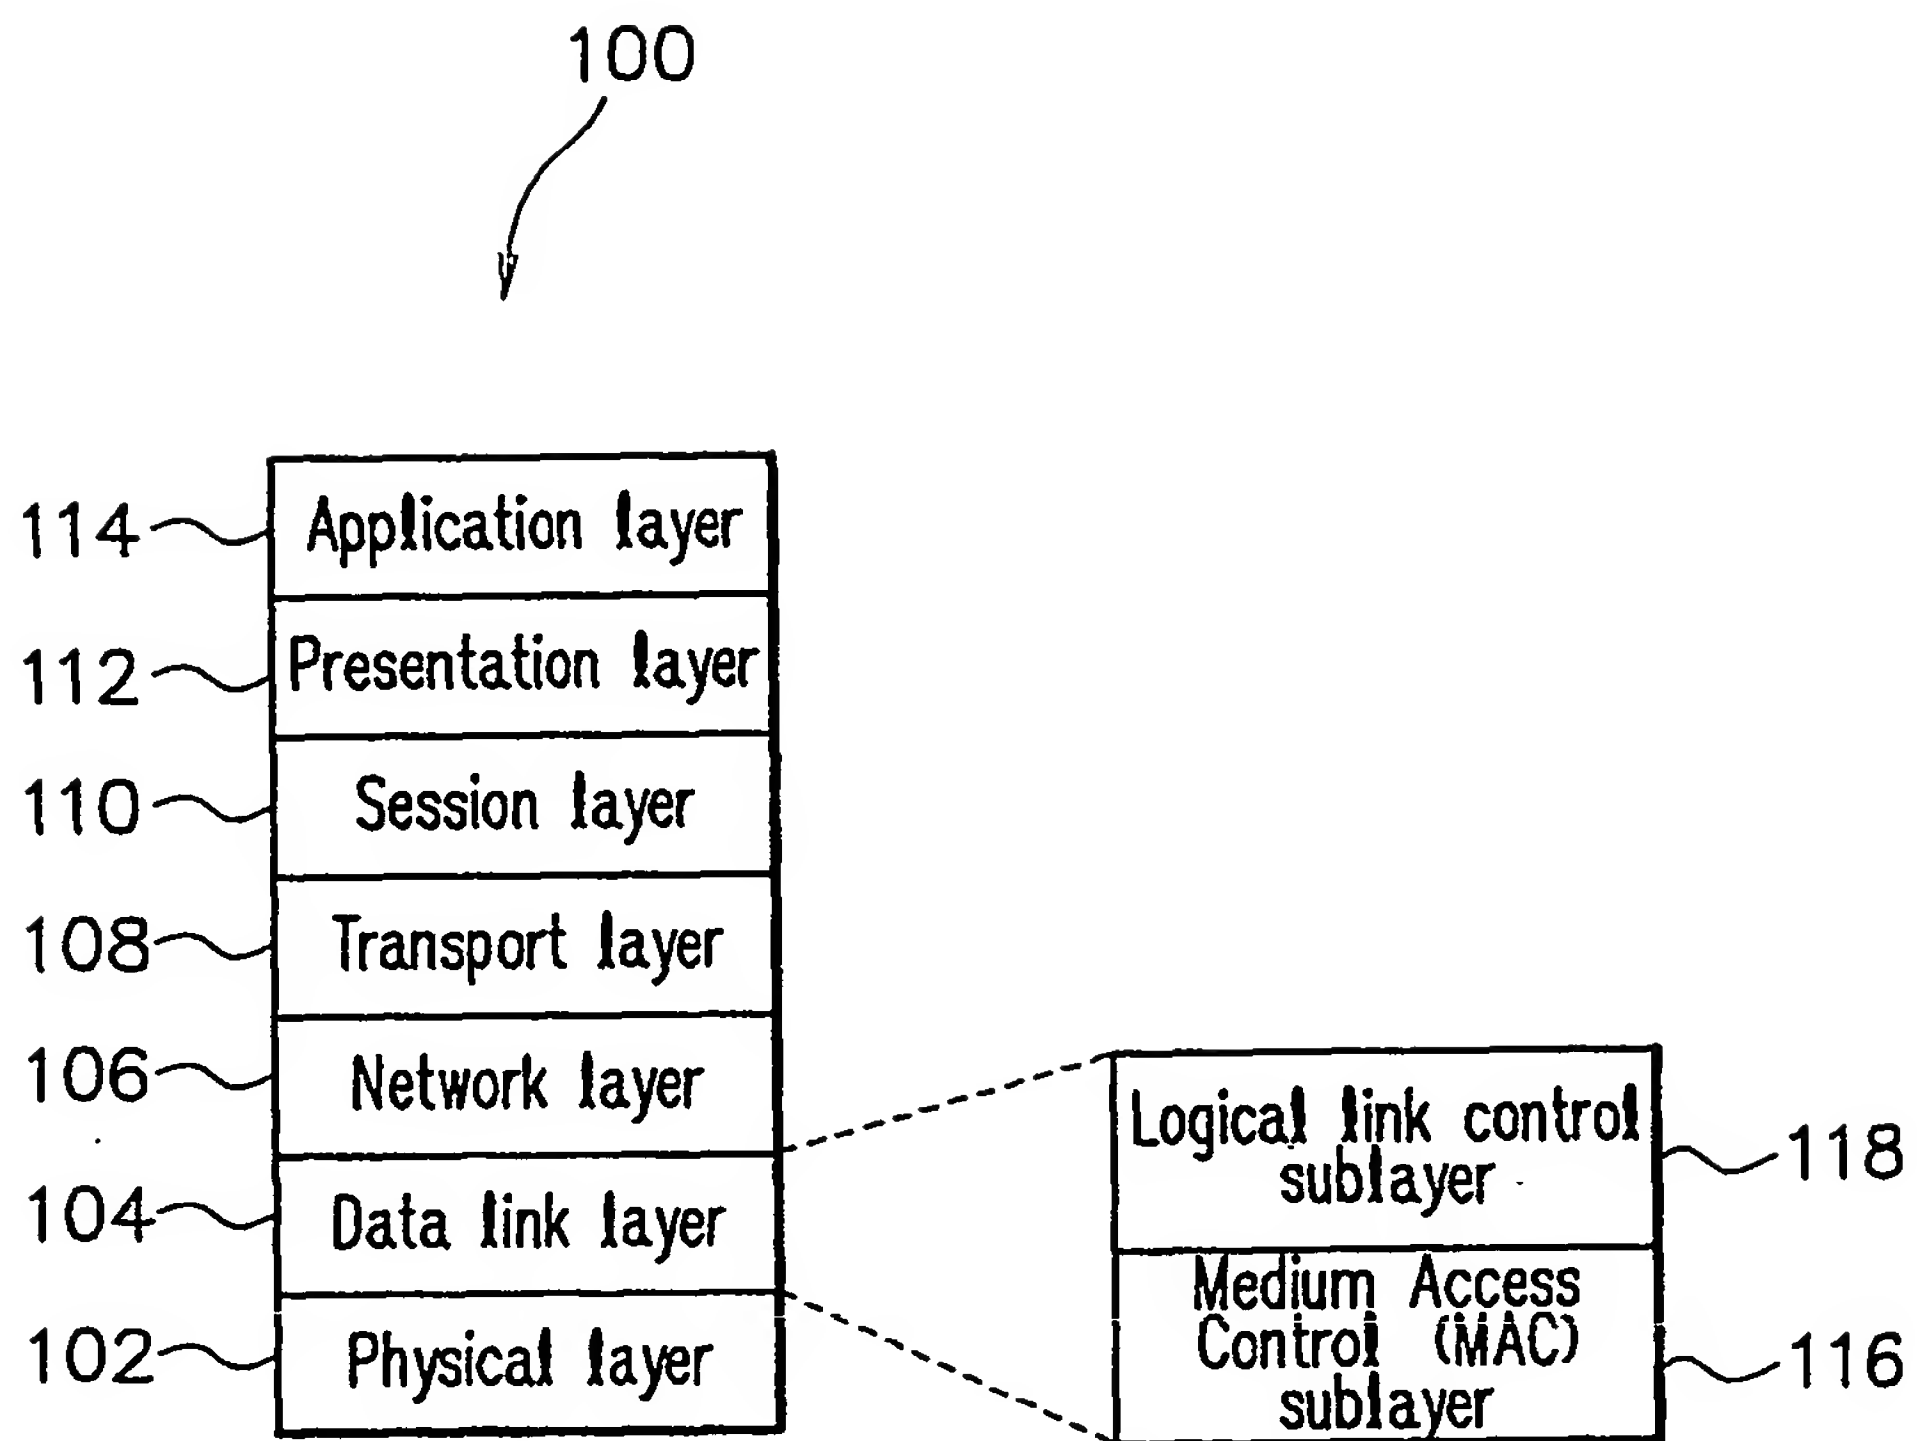 100
114 Application layer
112 Presentation layer
110 Session layer
108 Transport layer
106 Network layer
104 Data link layer
102 Physical layer
Logical link control
sublayer
118
Medium Access
Control (MAC)
sublayer
116